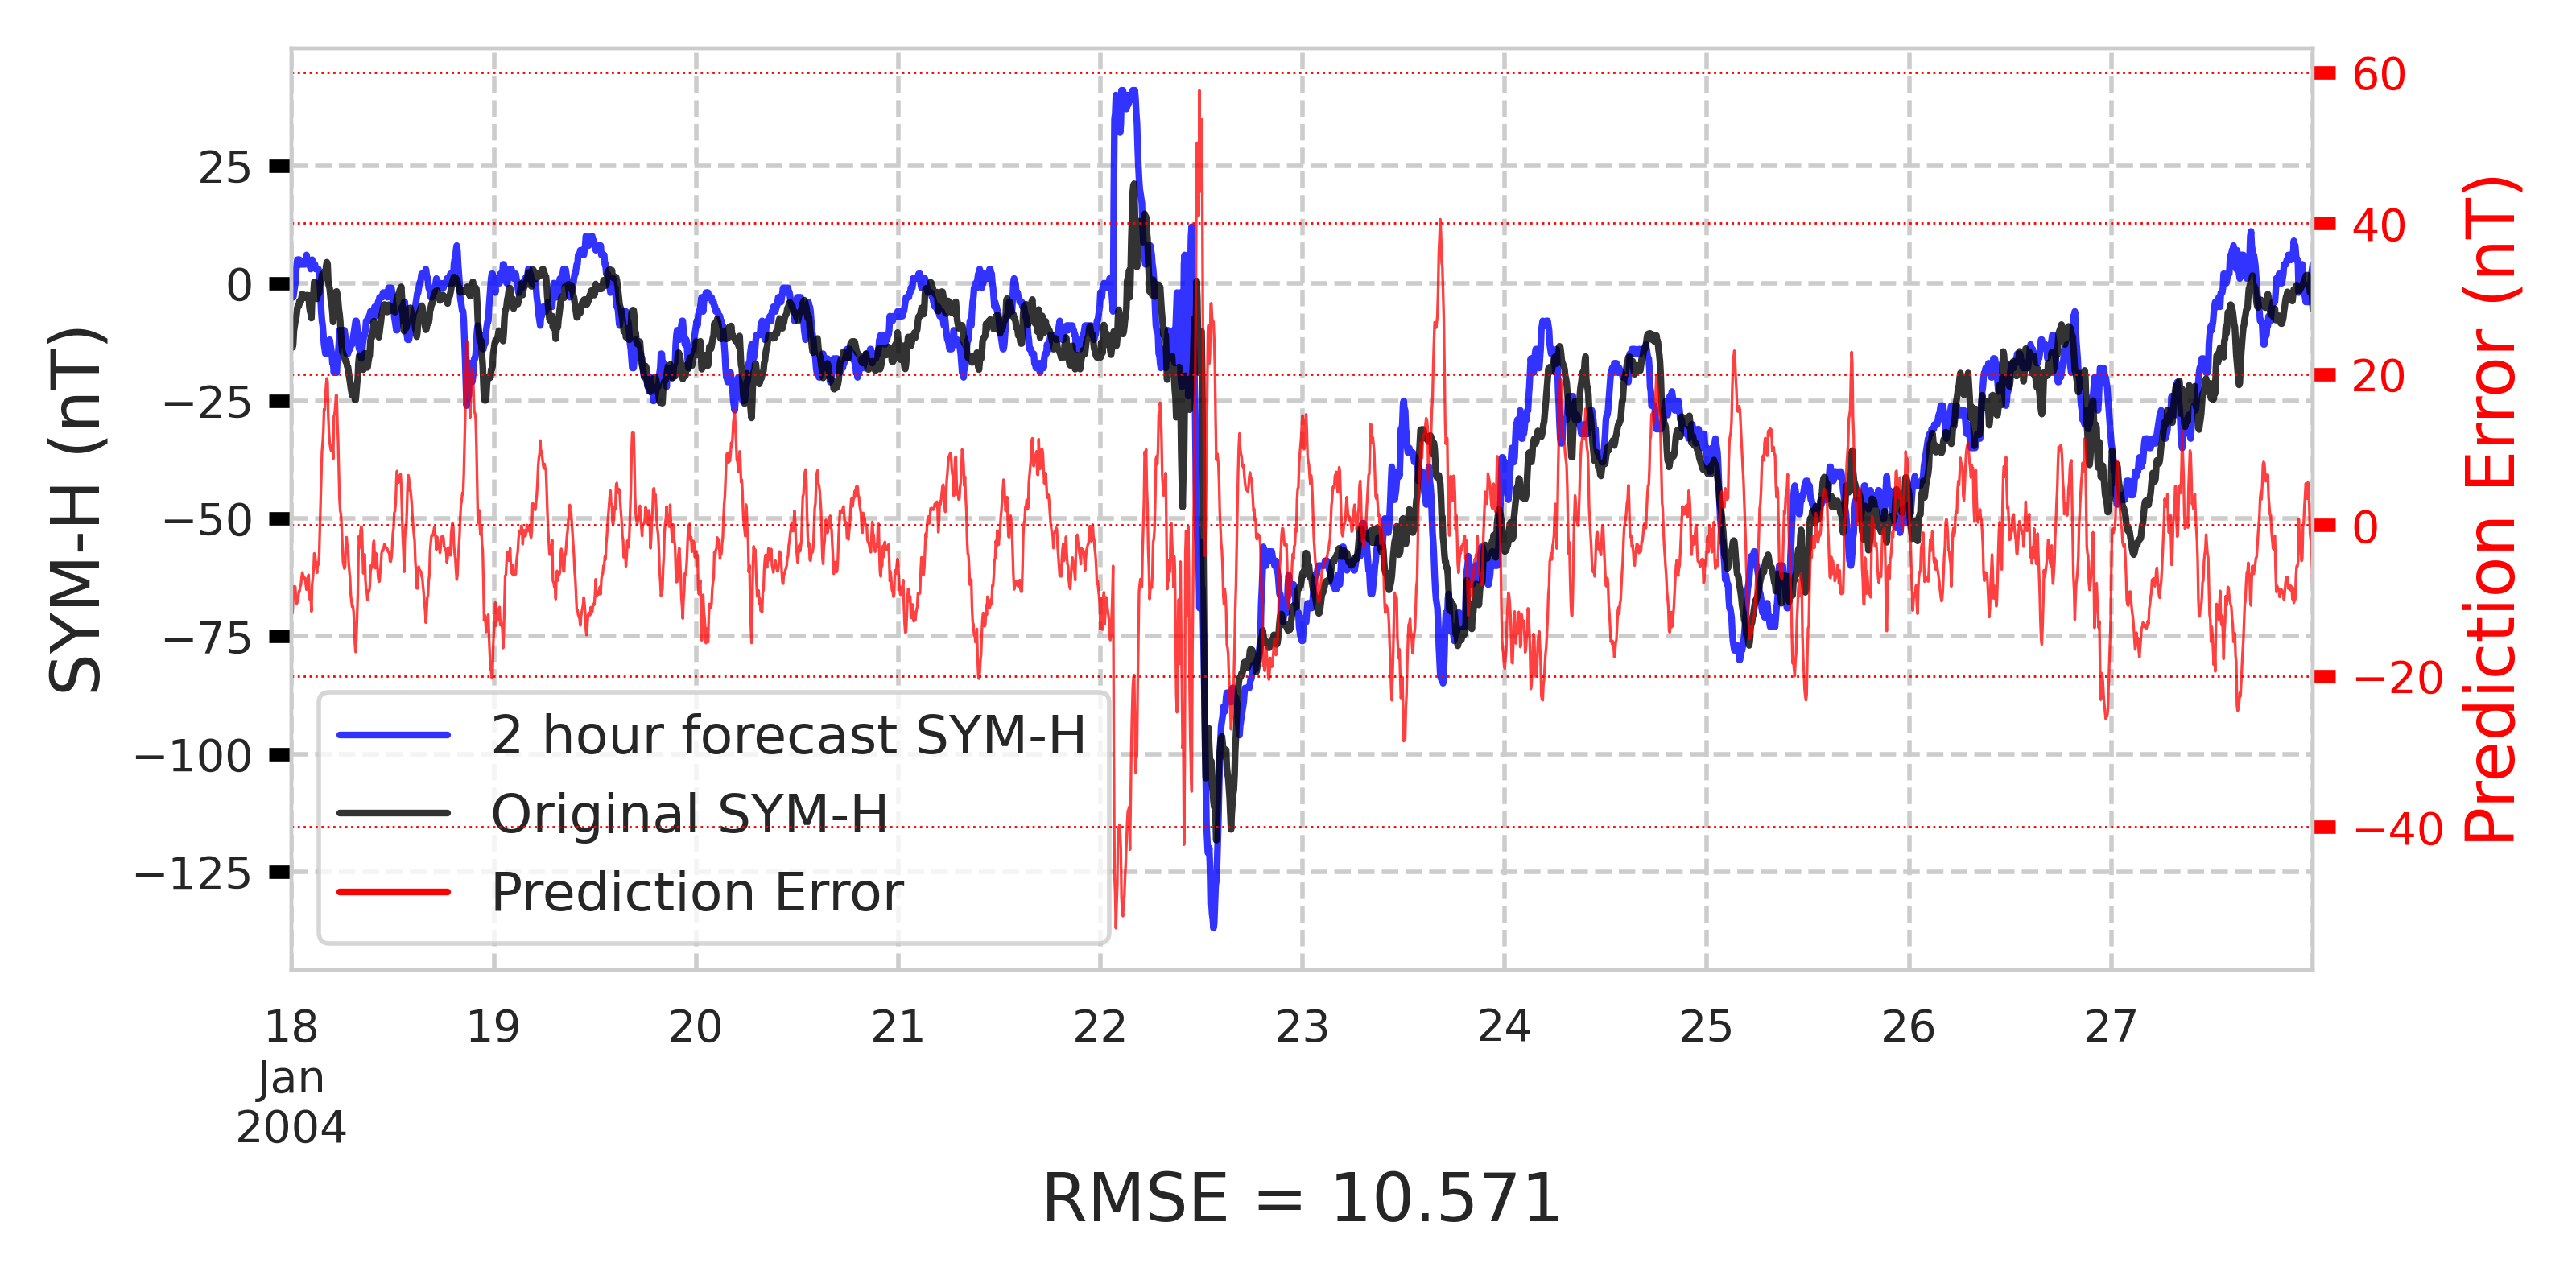 SYM-H (nT)
25
0
−25
−50
−75
−100
−125
60
40
20
0
−20
−40
Prediction Error (nT)
2 hour forecast SYM-H
Original SYM-H
Prediction Error
18 19 20 21 22 23 24 25 26 27
Jan
2004
RMSE = 10.571